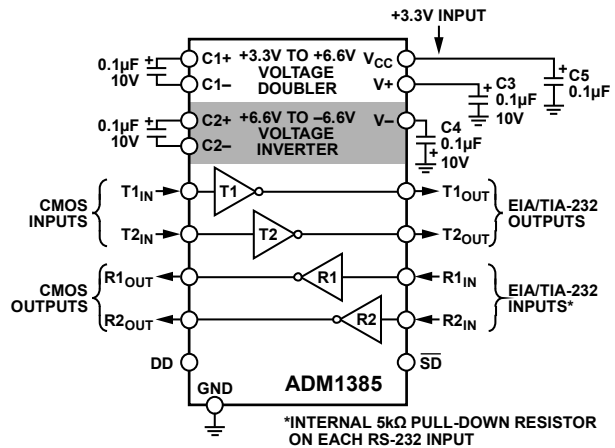 +3.3V INPUT
0.1µF
10V
+
C1+
C1–
+3.3V TO +6.6V
VOLTAGE
DOUBLER
VCC
V+
+
C3
0.1µF
10V
+
C5
0.1µF
0.1µF
10V
+
C2+
C2–
+6.6V TO –6.6V
VOLTAGE
INVERTER
V–
C4
0.1µF
+
10V
CMOS
INPUTS
T1IN
T1
T1OUT
T2IN
T2
T2OUT
EIA/TIA-232
OUTPUTS
CMOS
OUTPUTS
R1OUT
R1
R1IN
R2OUT
R2
R2IN
EIA/TIA-232
INPUTS*
DD
SD
GND
ADM1385
*INTERNAL 5kΩ PULL-DOWN RESISTOR
ON EACH RS-232 INPUT